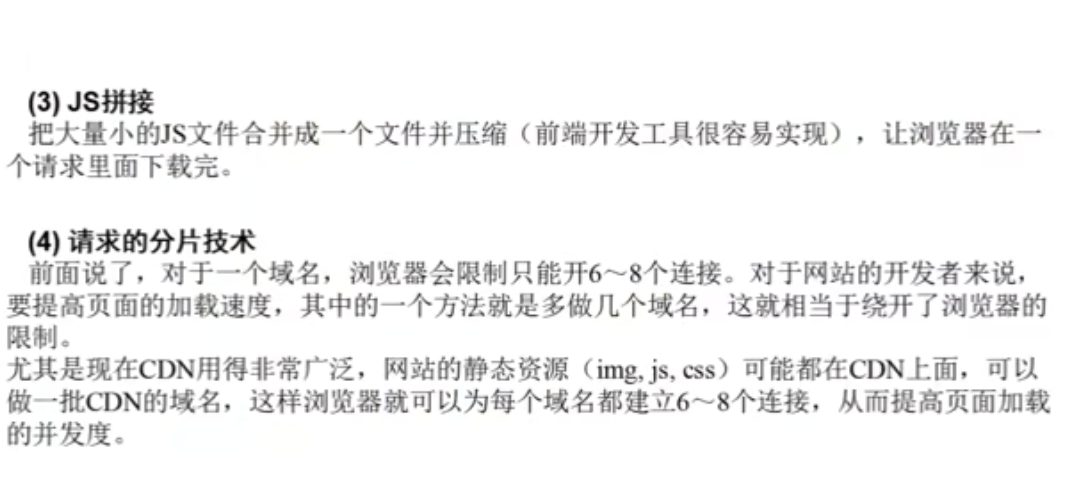 (3) JS拼接
把大量小的JS文件合并成一个文件并压缩（前端开发工具很容易实现），让浏览器在一
个请求里面下载完。
(4) 请求的分片技术
前面说了，对于一个域名，浏览器会限制只能开6～8个连接。对于网站的开发者来说，
要提高页面的加载速度，其中的一个方法就是多做几个域名，这就相当于绕开了浏览器的
限制。
尤其是现在CDN用得非常广泛，网站的静态资源（img, js, css）可能都在CDN上面，可以
做一批CDN的域名，这样浏览器就可以为每个域名都建立6～8个连接，从而提高页面加载
的并发度。